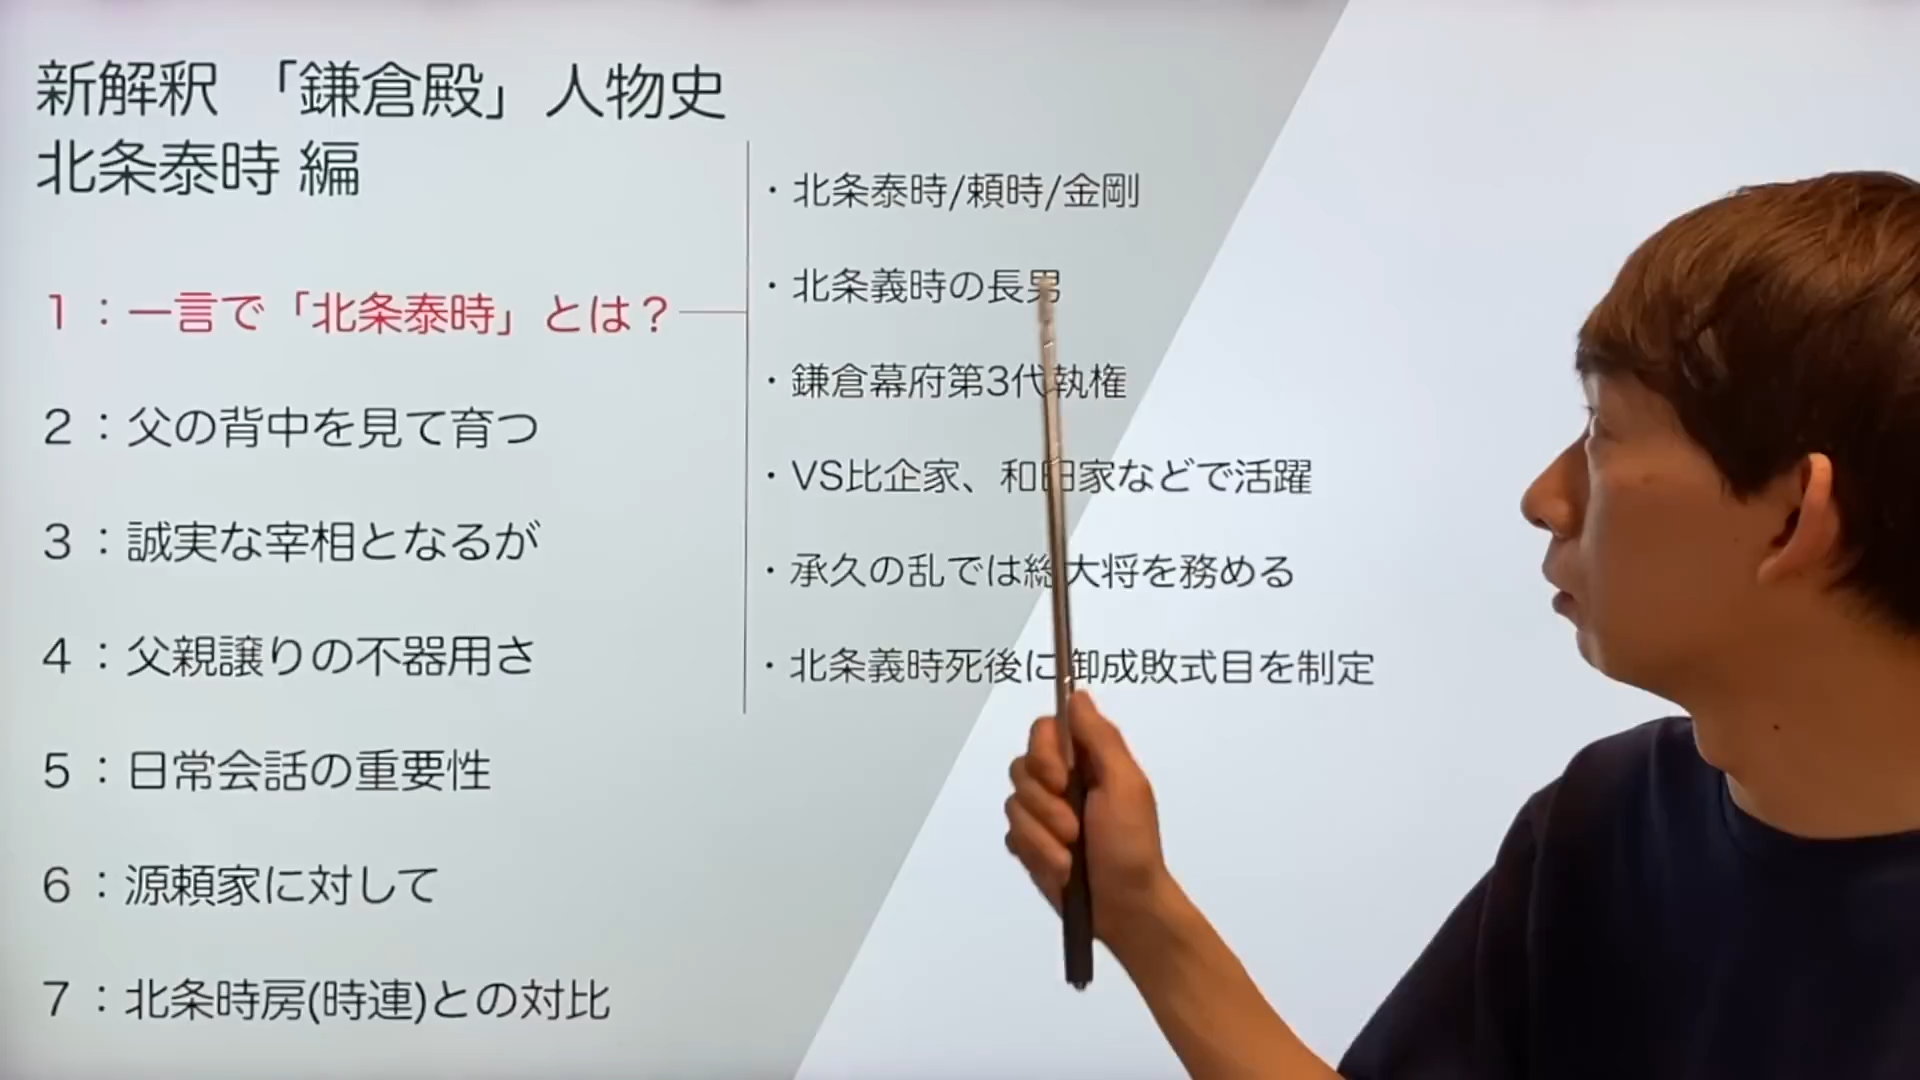 新解釈 「鎌倉殿」人物史
北条泰時 編
1：一言で「北条泰時」とは？
2：父の背中を見て育つ
3：誠実な宰相となるが
4：父親譲りの不器用さ
5：日常会話の重要性
6：源頼家に対して
7：北条時房(時連)との対比
・北条泰時/頼時/金剛
・北条義時の長男
・鎌倉幕府第3代執権
・VS比企家、和田家などで活躍
・承久の乱では総大将を務める
・北条義時死後に御成敗式目を制定